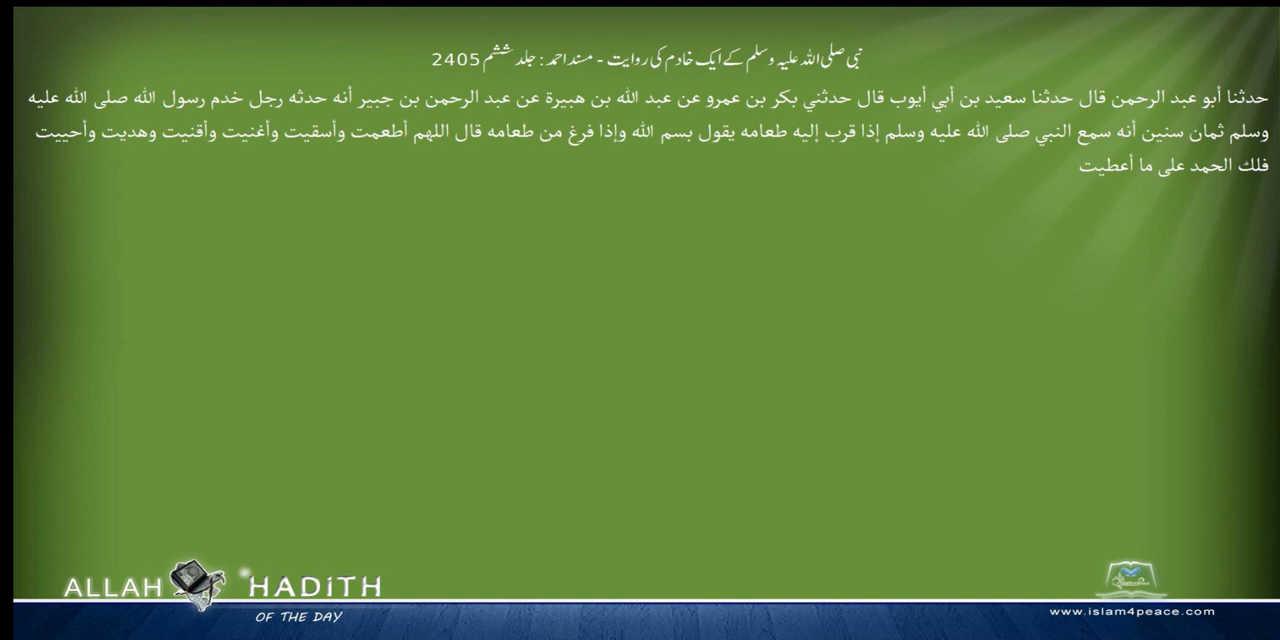 نبی صلی اللہ علیہ وسلم کے ایک خادم کی روایت - مسند احمد : جلد ششم 2405
حدثنا أبو عبد الرحمن قال حدثنا سعيد بن أبي أيوب قال حدثني بكر بن عمرو عن عبد الله بن هبيرة عن عبد الرحمن بن جبير أنه حدثه رجل خدم رسول الله صلى الله عليه
وسلم ثمان سنين أنه سمع النبي صلى الله عليه وسلم إذا قرب إليه طعامه يقول بسم الله وإذا فرغ من طعامه قال اللهم أطعمت وأسقيت وأغنيت وأقنيت وهديت وأحييت
فلك الحمد على ما أعطيت
ALLAH HADITH
OF THE DAY
www.islam4peace.com